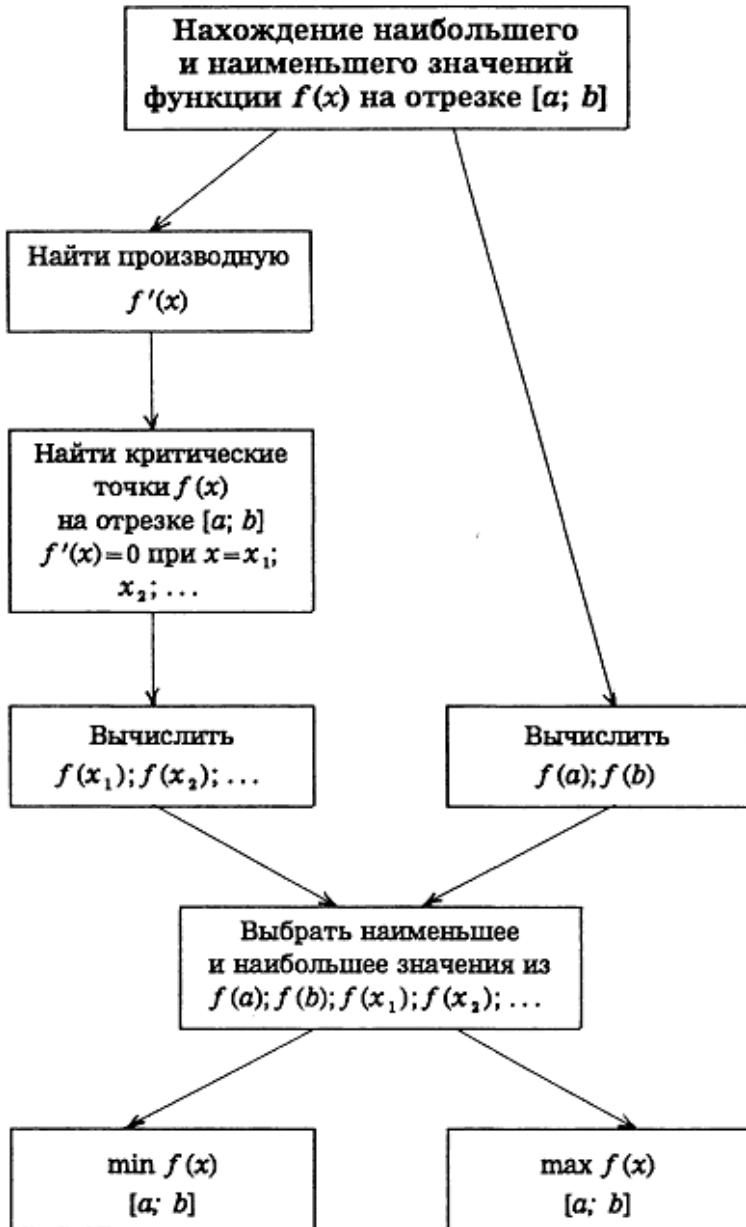 Нахождение наибольшего
и наименьшего значений
функции f(x) на отрезке [a; b]
Найти производную
f'(x)
Найти критические
точки f(x)
на отрезке [a; b]
f'(x)=0 при x=x₁;
x₂; ...
Вычислить
f(x₁); f(x₂); ...
Вычислить
f(a); f(b)
Выбрать наименьшее
и наибольшее значения из
f(a); f(b); f(x₁); f(x₂); ...
min f(x)
[a; b]
max f(x)
[a; b]